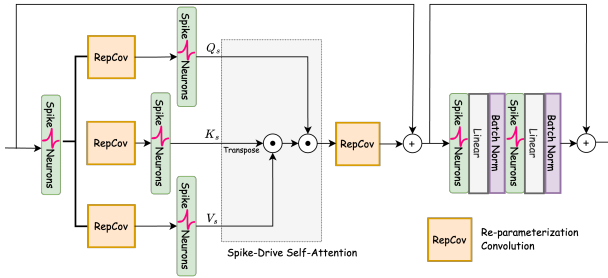 Spike Neurons
RepCov
RepCov
RepCov
Spike Neurons
Spike Neurons
Spike Neurons
Q_s
K_s
V_s
Transpose
Spike-Drive Self-Attention
RepCov
+
Spike Neurons
Linear
Batch Norm
Spike Neurons
Linear
Batch Norm
+
RepCov
Re-parameterization
Convolution